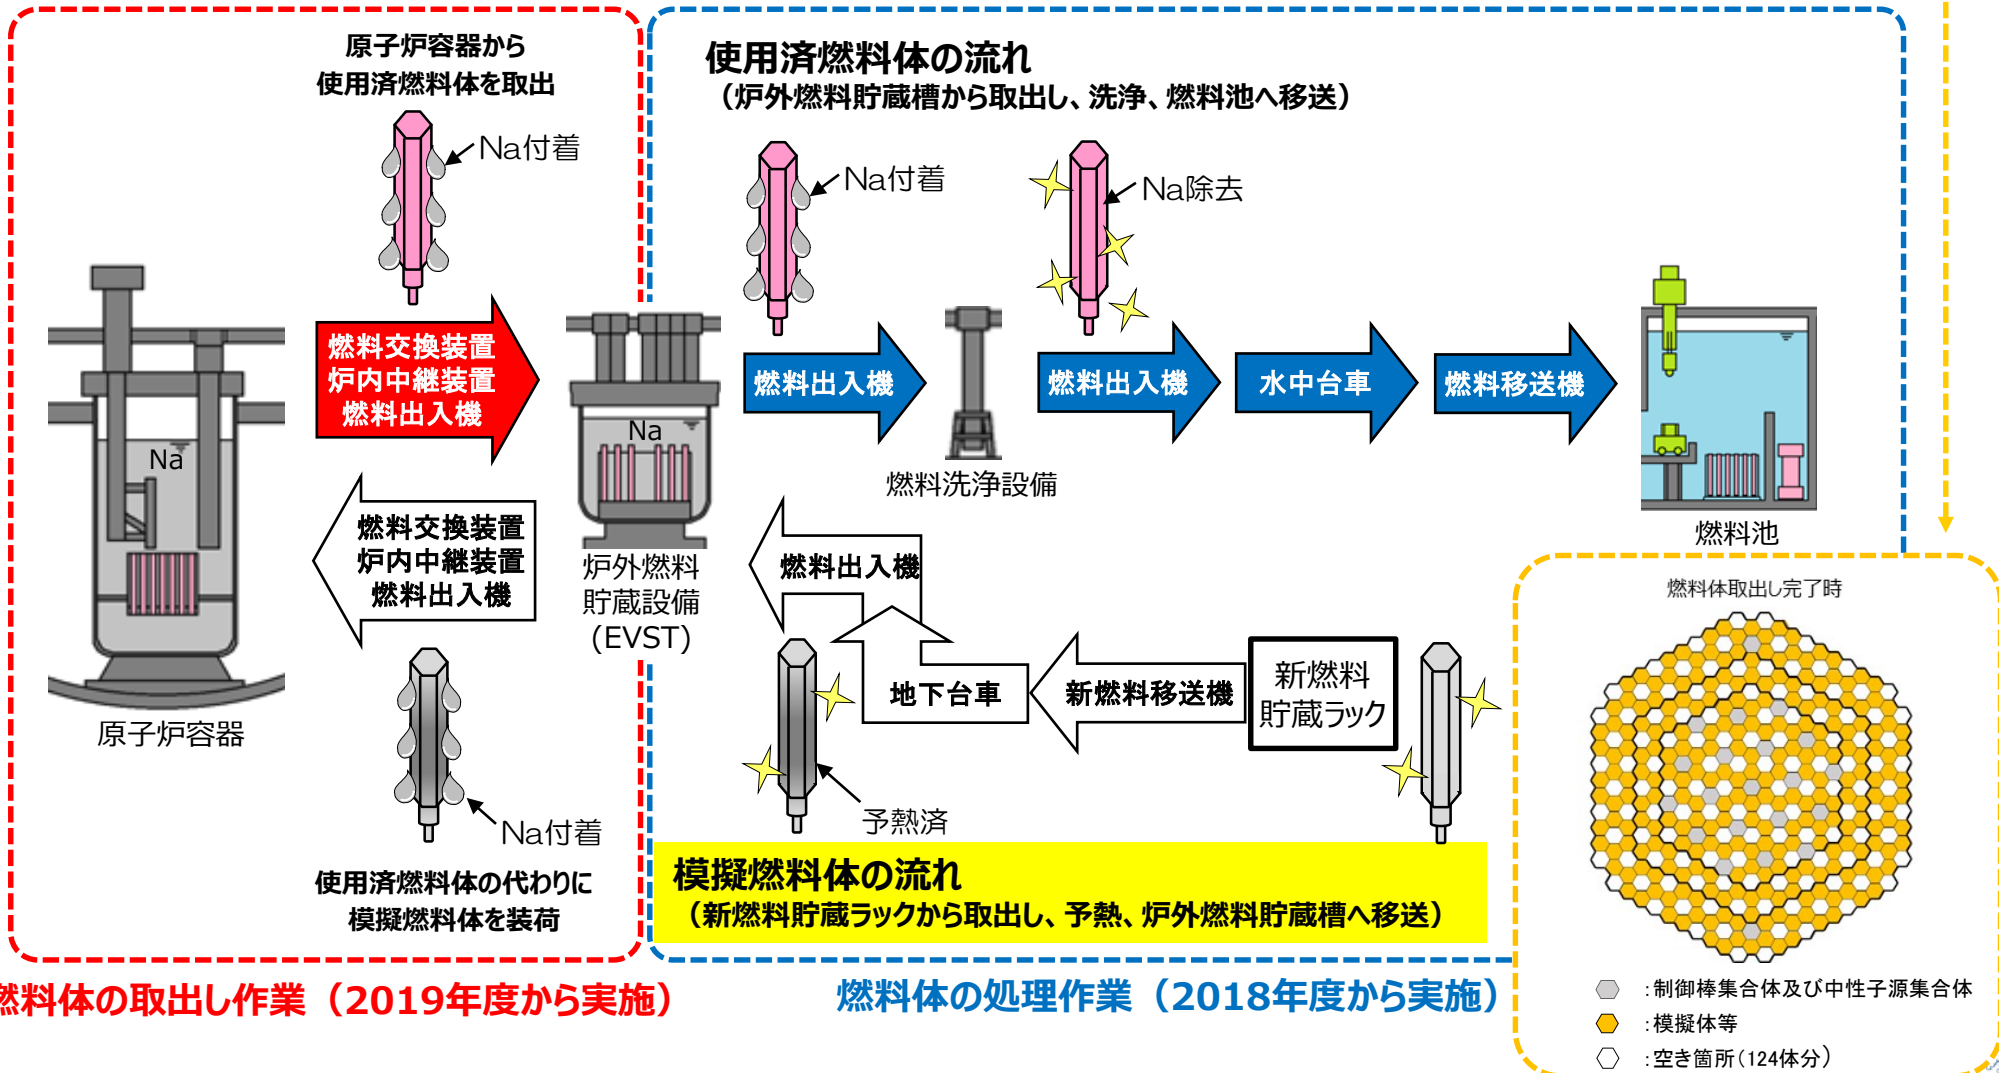 原子炉容器から
使用済燃料体を取出
Na付着
燃料交換装置
炉内中継装置
燃料出入機
Na
原子炉容器
燃料交換装置
炉内中継装置
燃料出入機
Na付着
使用済燃料体の代わりに
模擬燃料体を装荷
燃料体の取出し作業（2019年度から実施）
使用済燃料体の流れ
（炉外燃料貯蔵槽から取出し、洗浄、燃料池へ移送）
Na付着
Na除去
Na
炉外燃料
貯蔵設備
(EVST)
燃料出入機
燃料洗浄設備
燃料出入機
水中台車
燃料移送機
燃料池
燃料出入機
地下台車
新燃料移送機
新燃料
貯蔵ラック
予熱済
模擬燃料体の流れ
（新燃料貯蔵ラックから取出し、予熱、炉外燃料貯蔵槽へ移送）
燃料体の処理作業（2018年度から実施）
燃料体取出し完了時
:制御棒集合体及び中性子源集合体
:模擬体等
:空き箇所(124体分)